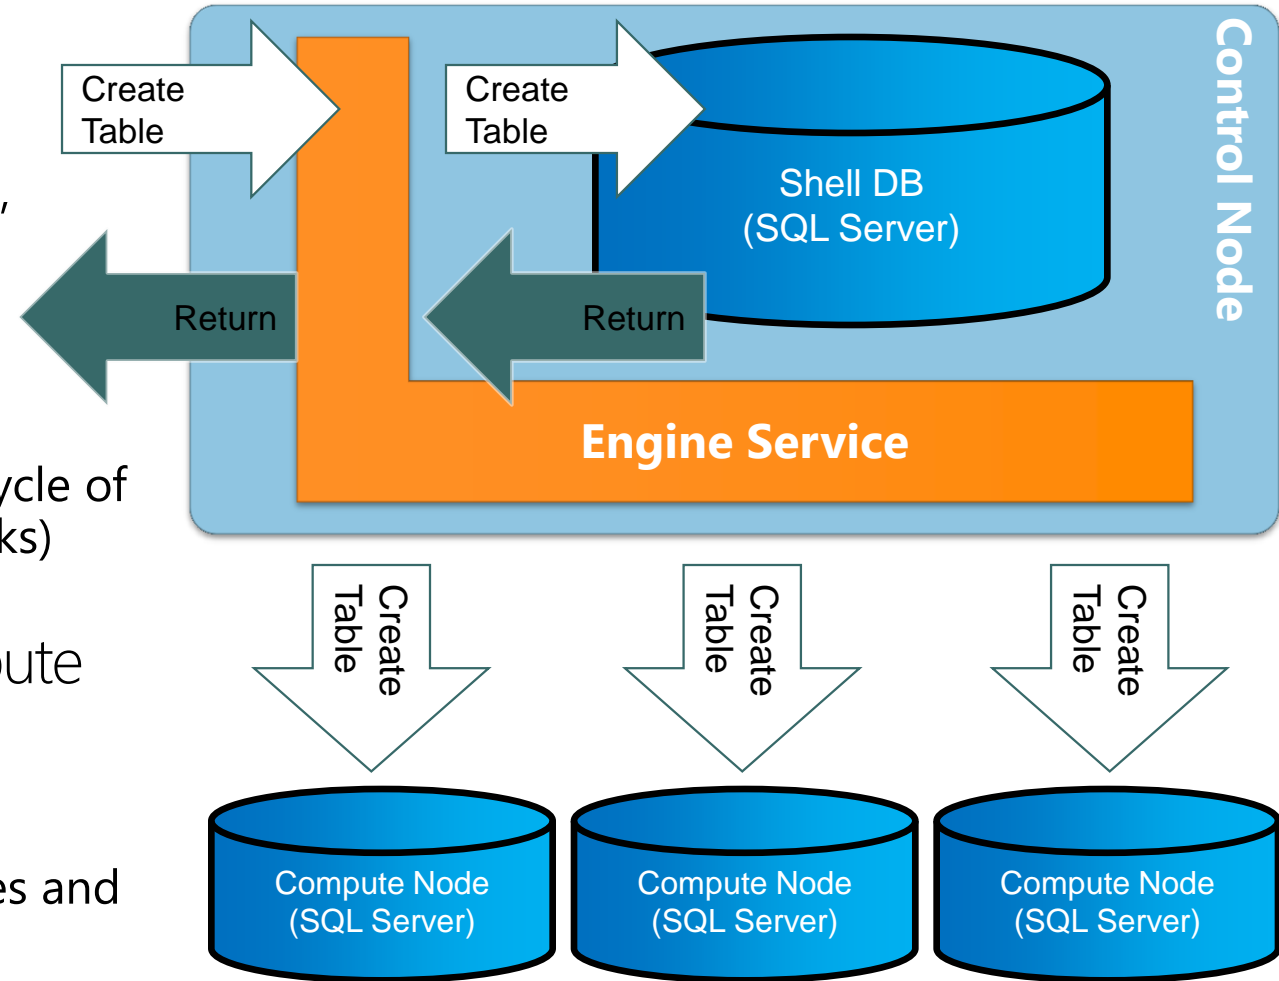 Create
Table
Create
Table
Control Node
Shell DB
(SQL Server)
,
Return
Return
Engine Service
ycle of
ks)
Create
Table
Create
Table
Create
Table
ute
es and
Compute Node
(SQL Server)
Compute Node
(SQL Server)
Compute Node
(SQL Server)